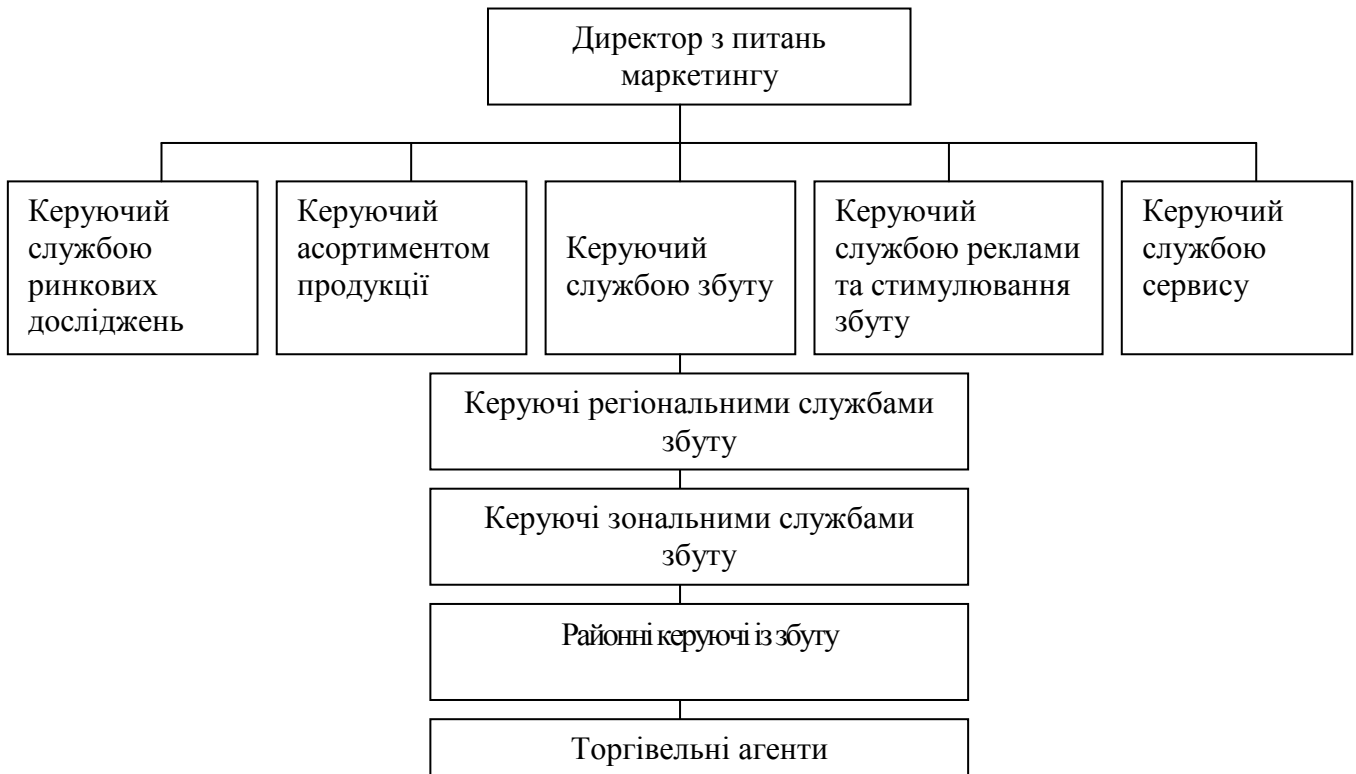 Директор з питань
маркетингу
Керуючий
службою
ринкових
досліджень
Керуючий
асортиментом
продукції
Керуючий
службою збуту
Керуючий
службою реклами
та стимулювання
збуту
Керуючий
службою
сервису
Керуючі регіональними службами
збуту
Керуючі зональними службами
збуту
Районні керуючі із збуту
Торгівельні агенти